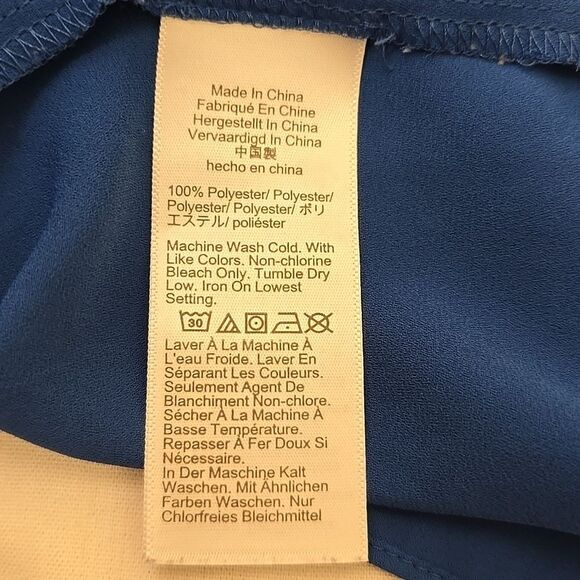 Made In China
Fabriqué En Chine
Hergestellt In China
Vervaardigd In China
中国製
hecho en china
100% Polyester/ Polyester/
Polyester/ Polyester/ ポリ
エステル/ poliéster
Machine Wash Cold. With
Like Colors. Non-chlorine
Bleach Only. Tumble Dry
Low. Iron On Lowest
Setting.
30
Laver À La Machine À
L'eau Froide. Laver En
Séparant Les Couleurs.
Seulement Agent De
Blanchiment Non-chlore.
Sécher À La Machine À
Basse Température.
Repasser À Fer Doux Si
Nécessaire.
In Der Maschine Kalt
Waschen. Mit Ähnlichen
Farben Waschen. Nur
Chlorfreies Bleichmittel